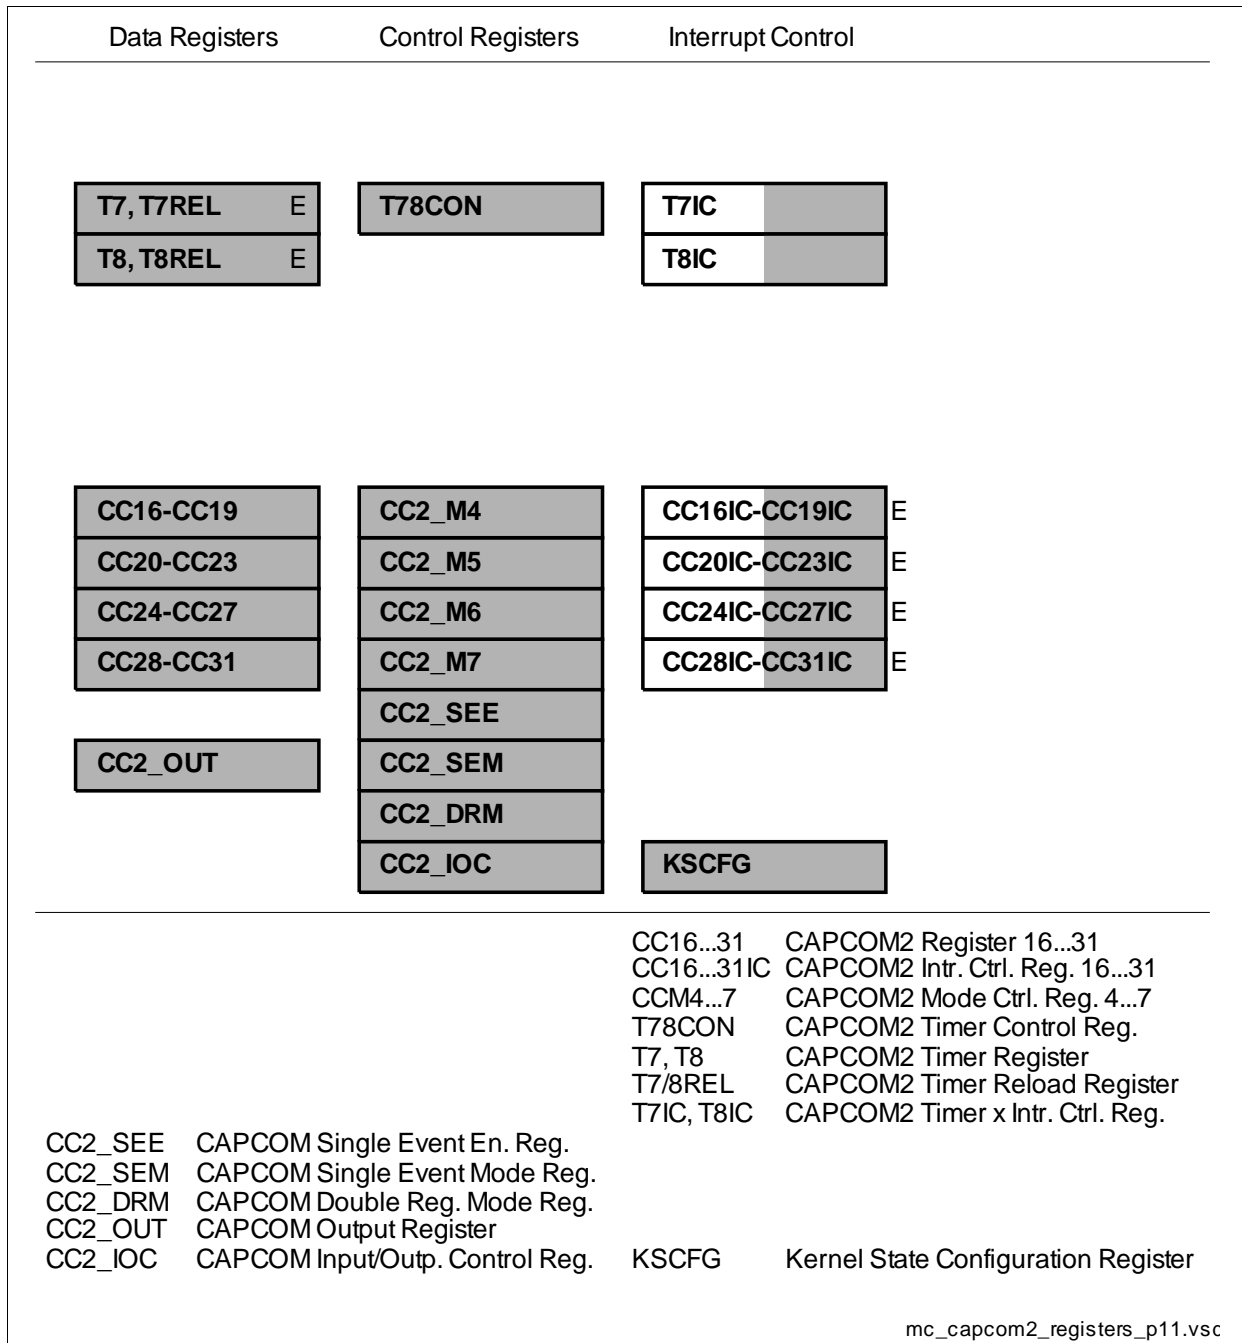 Data Registers Control Registers Interrupt Control
T7, T7REL E T78CON T7IC
T8, T8REL E T8IC
CC16-CC19 CC2_M4 CC16IC-CC19IC E
CC20-CC23 CC2_M5 CC20IC-CC23IC E
CC24-CC27 CC2_M6 CC24IC-CC27IC E
CC28-CC31 CC2_M7 CC28IC-CC31IC E
CC2_SEE
CC2_OUT CC2_SEM
CC2_DRM
CC2_IOC KSCFG
CC16...31 CAPCOM2 Register 16...31
CC16...31IC CAPCOM2 Intr. Ctrl. Reg. 16...31
CCM4...7 CAPCOM2 Mode Ctrl. Reg. 4...7
T78CON CAPCOM2 Timer Control Reg.
T7, T8 CAPCOM2 Timer Register
T7/8REL CAPCOM2 Timer Reload Register
T7IC, T8IC CAPCOM2 Timer x Intr. Ctrl. Reg.
CC2_SEE CAPCOM Single Event En. Reg.
CC2_SEM CAPCOM Single Event Mode Reg.
CC2_DRM CAPCOM Double Reg. Mode Reg.
CC2_OUT CAPCOM Output Register
CC2_IOC CAPCOM Input/Outp. Control Reg. KSCFG Kernel State Configuration Register
mc_capcom2_registers_p11.vsd